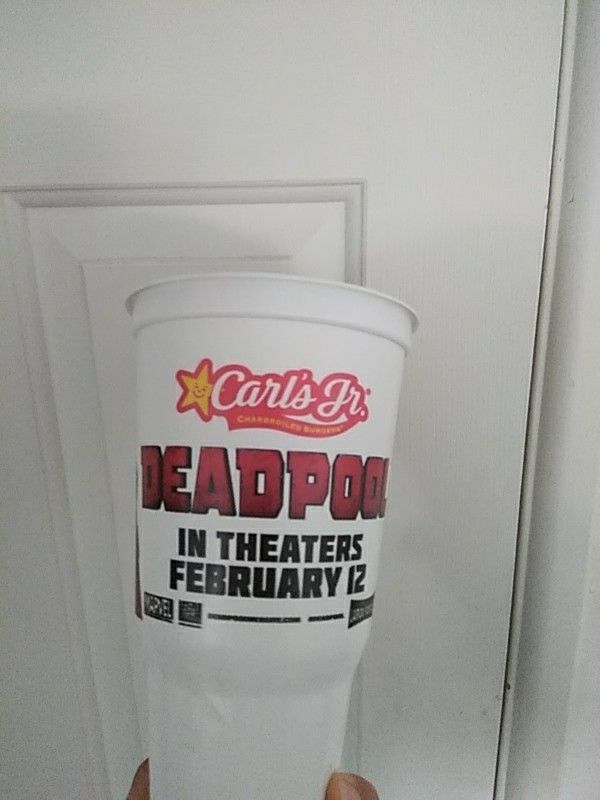 Carl's Jr.
CHARBROILED BURGERS
DEADPOOL
IN THEATERS
FEBRUARY 12
MARVEL